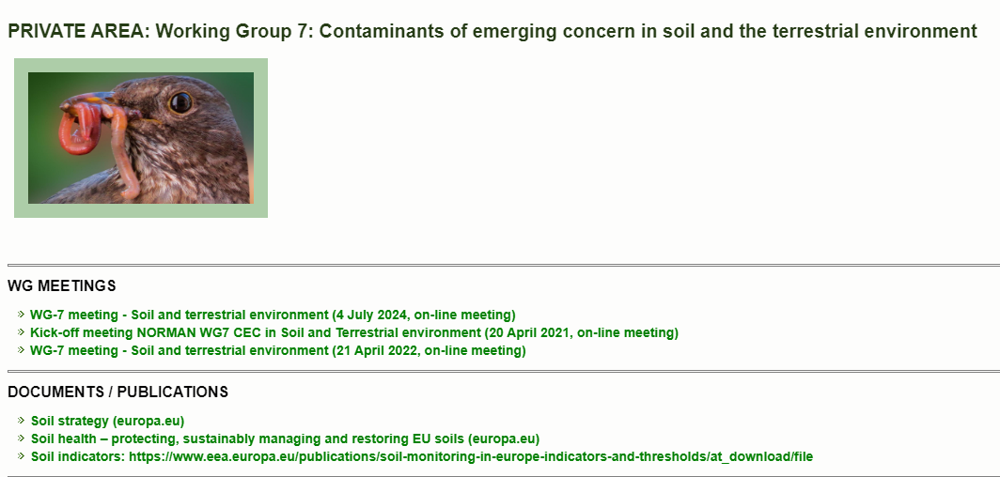 PRIVATE AREA: Working Group 7: Contaminants of emerging concern in soil and the terrestrial environment
WG MEETINGS
WG-7 meeting - Soil and terrestrial environment (4 July 2024, on-line meeting)
Kick-off meeting NORMAN WG7 CEC in Soil and Terrestrial environment (20 April 2021, on-line meeting)
WG-7 meeting - Soil and terrestrial environment (21 April 2022, on-line meeting)
DOCUMENTS / PUBLICATIONS
Soil strategy (europa.eu)
Soil health – protecting, sustainably managing and restoring EU soils (europa.eu)
Soil indicators: https://www.eea.europa.eu/publications/soil-monitoring-in-europe-indicators-and-thresholds/at_download/file